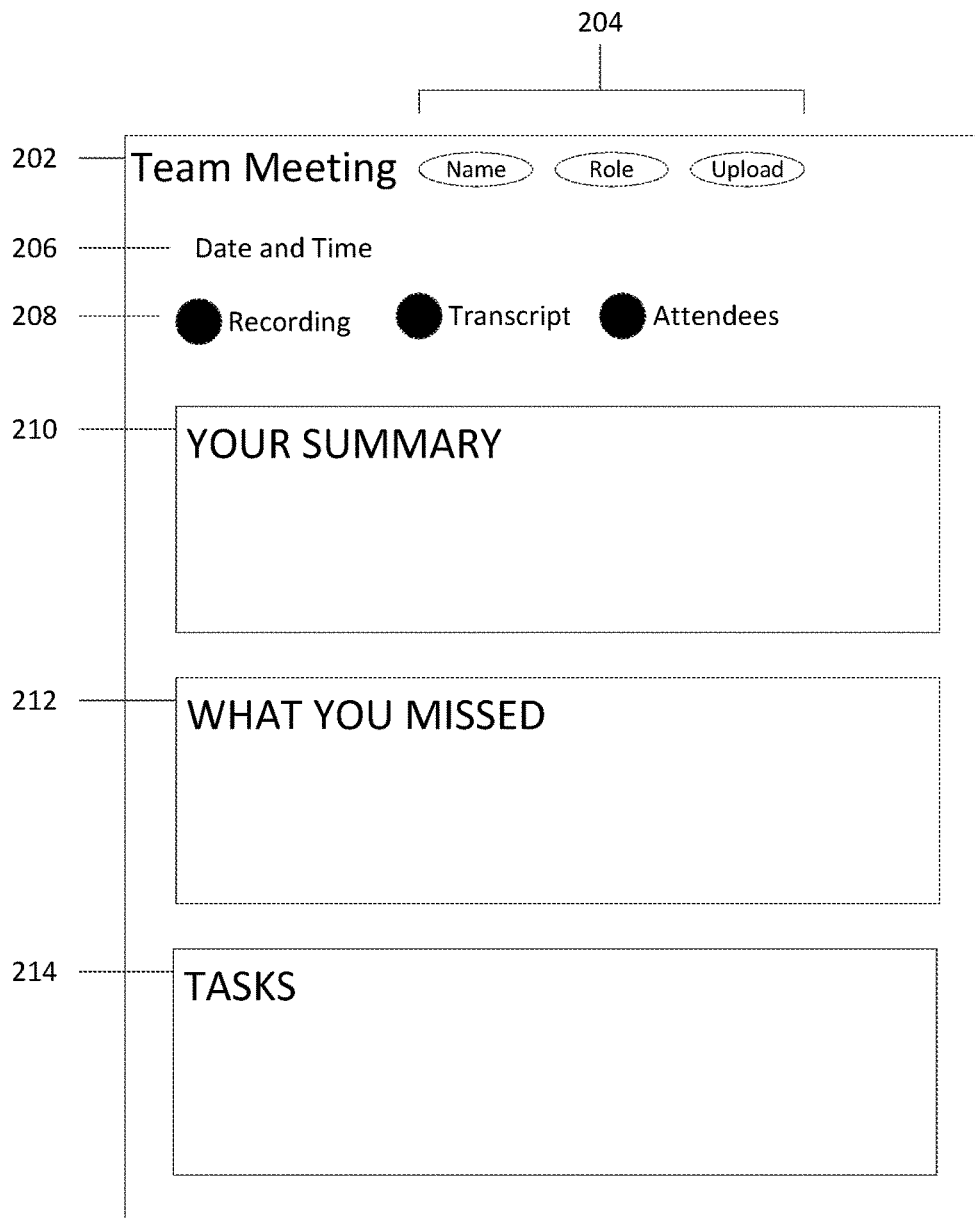 204
202 Team Meeting Name Role Upload
206 Date and Time
208 Recording Transcript Attendees
210 YOUR SUMMARY
212 WHAT YOU MISSED
214 TASKS